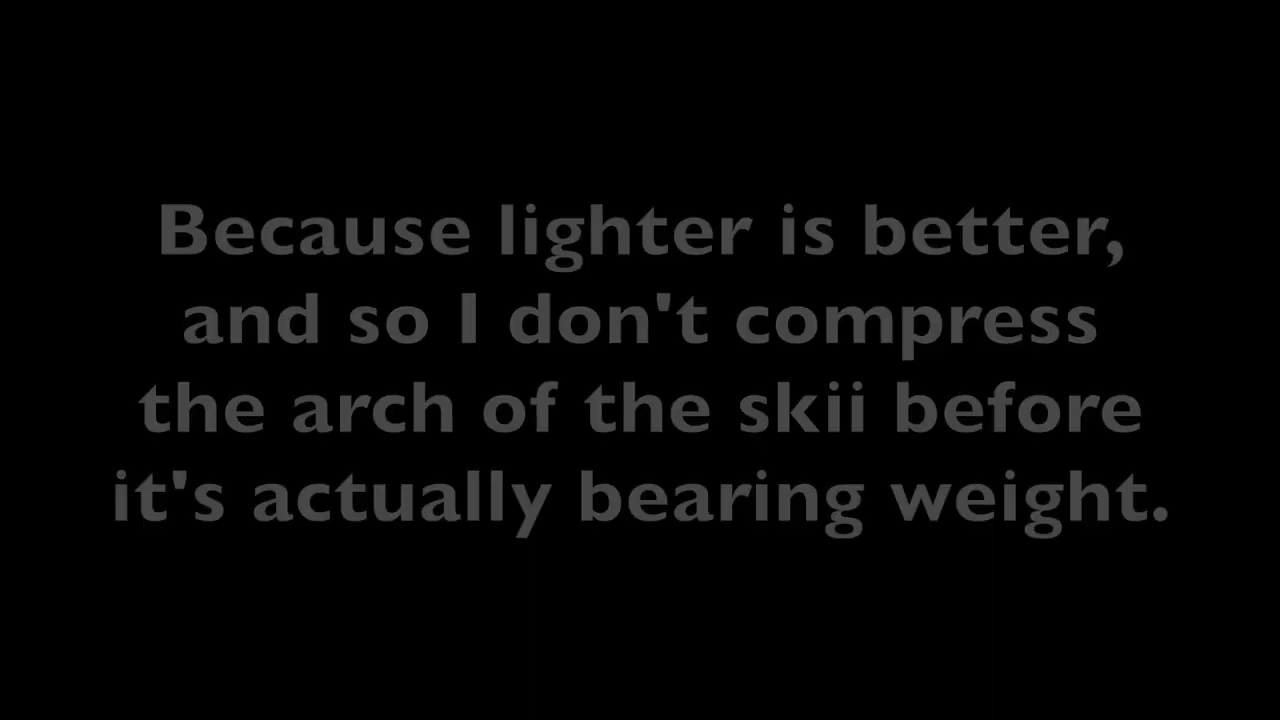 Because lighter is better,
and so I don't compress
the arch of the skii before
it's actually bearing weight.